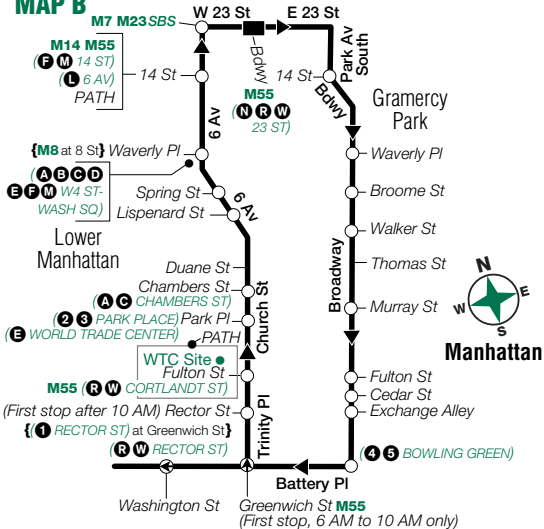 MAP B
M7 M23SBS
W 23 St
E 23 St
Bdwy
Park Av
South
M14 M55
(F M 14 ST)
(L 6 AV)
PATH
14 St
M55
(N R W
23 ST)
14 St
Bdwy
Gramercy
Park
6 Av
{M8 at 8 St} Waverly Pl
Waverly Pl
(A B C D
E F M W4 ST-
WASH SQ)
Spring St
6 Av
Lispenard St
Broome St
Lower
Manhattan
Walker St
Duane St
Thomas St
Chambers St
(A C CHAMBERS ST)
Church St
Broadway
N
E
W
S
Manhattan
(2 3 PARK PLACE) Park Pl
Murray St
(E WORLD TRADE CENTER)
PATH
WTC Site
Fulton St
M55 (R W CORTLANDT ST)
Fulton St
Cedar St
Exchange Alley
(First stop after 10 AM) Rector St
Trinity Pl
{(1 RECTOR ST) at Greenwich St}
(R W RECTOR ST)
(4 5 BOWLING GREEN)
Battery Pl
Washington St
Greenwich St M55
(First stop, 6 AM to 10 AM only)